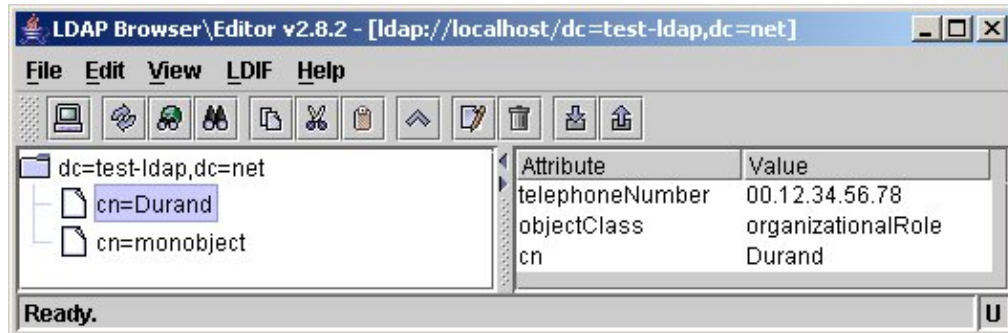 LDAP Browser\Editor v2.8.2 - [ldap://localhost/dc=test-ldap,dc=net]
File Edit View LDIF Help
dc=test-ldap,dc=net
cn=Durand
cn=monobject
Attribute Value
telephoneNumber 00.12.34.56.78
objectClass organizationalRole
cn Durand
Ready. U